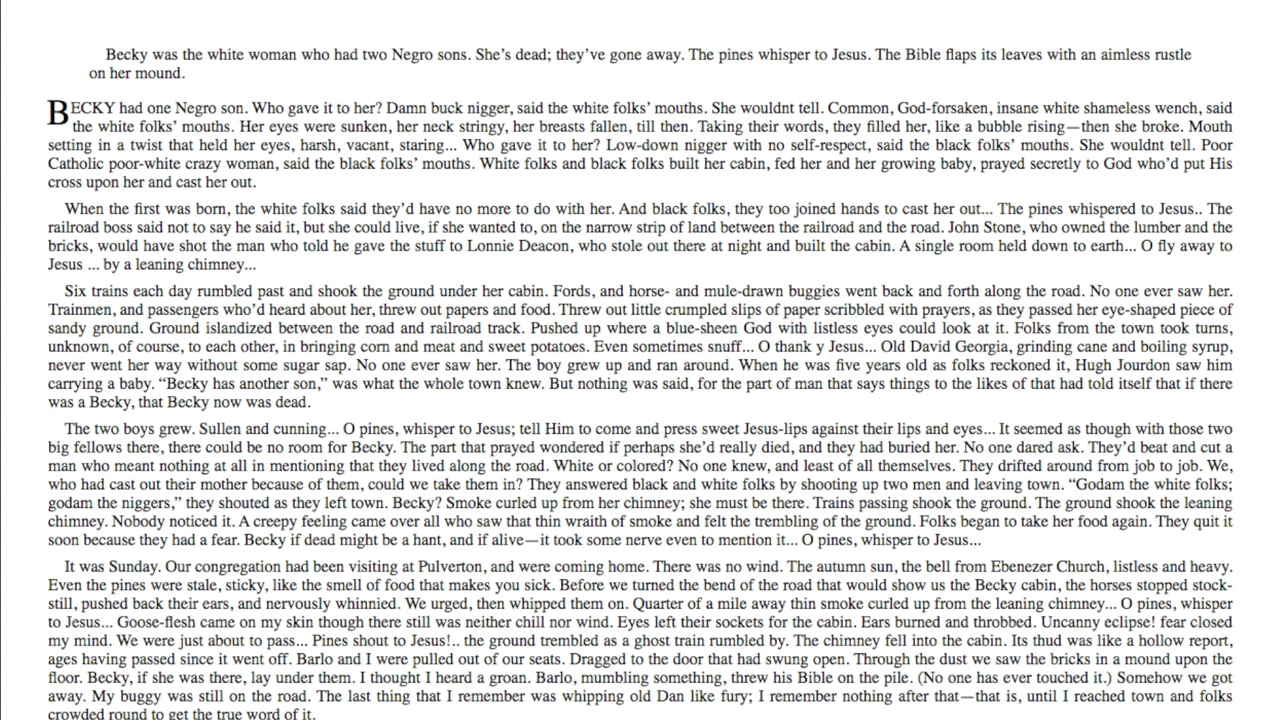 Becky was the white woman who had two Negro sons. She’s dead; they’ve gone away. The pines whisper to Jesus. The Bible flaps its leaves with an aimless rustle
on her mound.
BECKY had one Negro son. Who gave it to her? Damn buck nigger, said the white folks’ mouths. She wouldnt tell. Common, God-forsaken, insane white shameless wench, said
the white folks’ mouths. Her eyes were sunken, her neck stringy, her breasts fallen, till then. Taking their words, they filled her, like a bubble rising—then she broke. Mouth
setting in a twist that held her eyes, harsh, vacant, staring... Who gave it to her? Low-down nigger with no self-respect, said the black folks’ mouths. She wouldnt tell. Poor
Catholic poor-white crazy woman, said the black folks’ mouths. White folks and black folks built her cabin, fed her and her growing baby, prayed secretly to God who’d put His
cross upon her and cast her out.
When the first was born, the white folks said they’d have no more to do with her. And black folks, they too joined hands to cast her out... The pines whispered to Jesus.. The
railroad boss said not to say he said it, but she could live, if she wanted to, on the narrow strip of land between the railroad and the road. John Stone, who owned the lumber and the
bricks, would have shot the man who told he gave the stuff to Lonnie Deacon, who stole out there at night and built the cabin. A single room held down to earth... O fly away to
Jesus ... by a leaning chimney...
Six trains each day rumbled past and shook the ground under her cabin. Fords, and horse- and mule-drawn buggies went back and forth along the road. No one ever saw her.
Trainmen, and passengers who’d heard about her, threw out papers and food. Threw out little crumpled slips of paper scribbled with prayers, as they passed her eye-shaped piece of
sandy ground. Ground islandized between the road and railroad track. Pushed up where a blue-sheen God with listless eyes could look at it. Folks from the town took turns,
unknown, of course, to each other, in bringing corn and meat and sweet potatoes. Even sometimes snuff... O thank y Jesus... Old David Georgia, grinding cane and boiling syrup,
never went her way without some sugar sap. No one ever saw her. The boy grew up and ran around. When he was five years old as folks reckoned it, Hugh Jourdon saw him
carrying a baby. “Becky has another son,” was what the whole town knew. But nothing was said, for the part of man that says things to the likes of that had told itself that if there
was a Becky, that Becky now was dead.
The two boys grew. Sullen and cunning... O pines, whisper to Jesus; tell Him to come and press sweet Jesus-lips against their lips and eyes... It seemed as though with those two
big fellows there, there could be no room for Becky. The part that prayed wondered if perhaps she’d really died, and they had buried her. No one dared ask. They’d beat and cut a
man who meant nothing at all in mentioning that they lived along the road. White or colored? No one knew, and least of all themselves. They drifted around from job to job. We,
who had cast out their mother because of them, could we take them in? They answered black and white folks by shooting up two men and leaving town. “Godam the white folks;
godam the niggers,” they shouted as they left town. Becky? Smoke curled up from her chimney; she must be there. Trains passing shook the ground. The ground shook the leaning
chimney. Nobody noticed it. A creepy feeling came over all who saw that thin wraith of smoke and felt the trembling of the ground. Folks began to take her food again. They quit it
soon because they had a fear. Becky if dead might be a hant, and if alive—it took some nerve even to mention it... O pines, whisper to Jesus...
It was Sunday. Our congregation had been visiting at Pulverton, and were coming home. There was no wind. The autumn sun, the bell from Ebenezer Church, listless and heavy.
Even the pines were stale, sticky, like the smell of food that makes you sick. Before we turned the bend of the road that would show us the Becky cabin, the horses stopped stock-
still, pushed back their ears, and nervously whinnied. We urged, then whipped them on. Quarter of a mile away thin smoke curled up from the leaning chimney... O pines, whisper
to Jesus... Goose-flesh came on my skin though there still was neither chill nor wind. Eyes left their sockets for the cabin. Ears burned and throbbed. Uncanny eclipse! fear closed
my mind. We were just about to pass... Pines shout to Jesus!.. the ground trembled as a ghost train rumbled by. The chimney fell into the cabin. Its thud was like a hollow report,
ages having passed since it went off. Barlo and I were pulled out of our seats. Dragged to the door that had swung open. Through the dust we saw the bricks in a mound upon the
floor. Becky, if she was there, lay under them. I thought I heard a groan. Barlo, mumbling something, threw his Bible on the pile. (No one has ever touched it.) Somehow we got
away. My buggy was still on the road. The last thing that I remember was whipping old Dan like fury; I remember nothing after that—that is, until I reached town and folks
crowded round to get the true word of it.